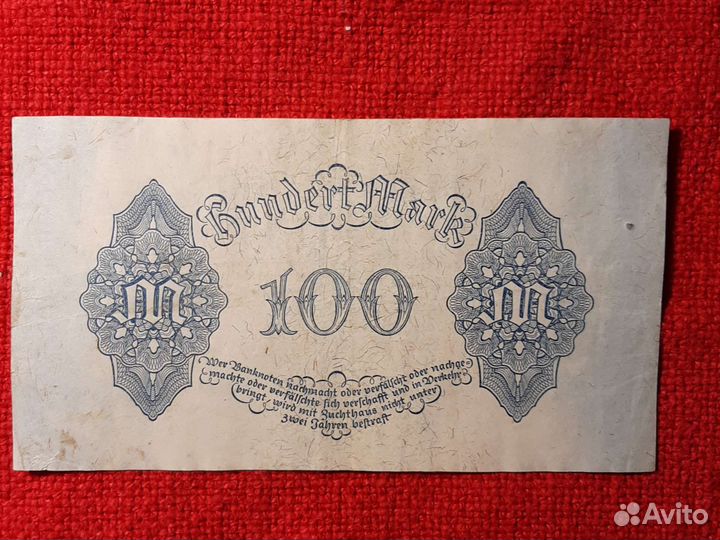 Hundert Mark
M 100 M
Wer Banknoten nachmacht oder verfälscht oder nachge-
machte oder verfälschte sich verschafft und in Verkehr
bringt, wird mit Zuchthaus nicht unter
zwei Jahren bestraft
Avito